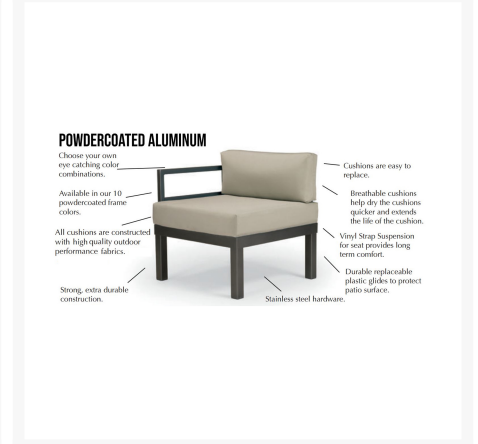 POWDERCOATED ALUMINUM
Choose your own
eye catching color
combinations.
Available in our 10
powdercoated frame
colors.
All cushions are constructed
with high quality outdoor
performance fabrics.
Strong, extra durable
construction.
Cushions are easy to
replace.
Breathable cushions
help dry the cushions
quicker and extends
the life of the cushion.
Vinyl Strap Suspension
for seat provides long
term comfort.
Durable replaceable
plastic glides to protect
patio surface.
Stainless steel hardware.